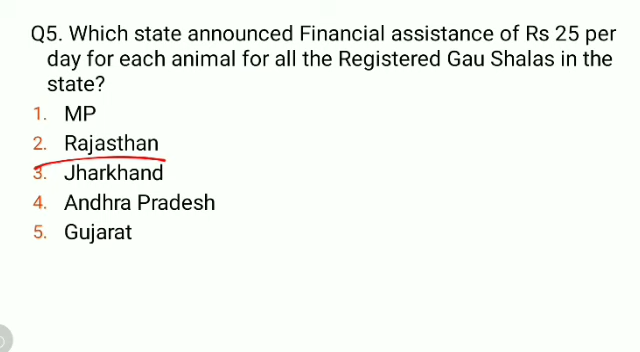 Q5. Which state announced Financial assistance of Rs 25 per
day for each animal for all the Registered Gau Shalas in the
state?
1. MP
2. Rajasthan
3. Jharkhand
4. Andhra Pradesh
5. Gujarat